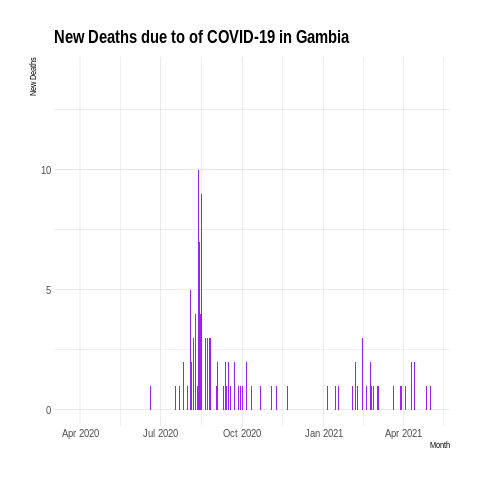 New Deaths due to of COVID-19 in Gambia
New Deaths
10
5
0
Apr 2020 Jul 2020 Oct 2020 Jan 2021 Apr 2021
Month